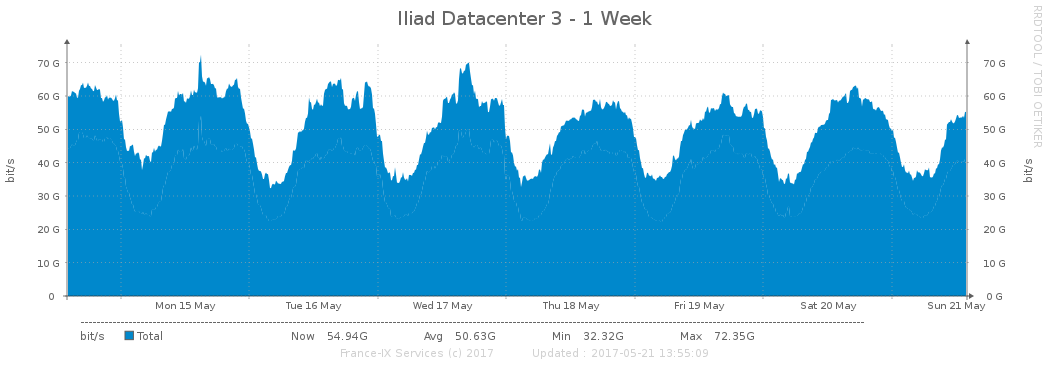 Iliad Datacenter 3 - 1 Week
RRDTOOL / TOBI OETIKER
bit/s
70 G
60 G
50 G
40 G
30 G
20 G
10 G
0
70 G
60 G
50 G
40 G
30 G
20 G
10 G
0 G
bit/s
Mon 15 May Tue 16 May Wed 17 May Thu 18 May Fri 19 May Sat 20 May Sun 21 May
bit/s Total Now 54.94G Avg 50.63G Min 32.32G Max 72.35G
France-IX Services (c) 2017 Updated : 2017-05-21 13:55:09